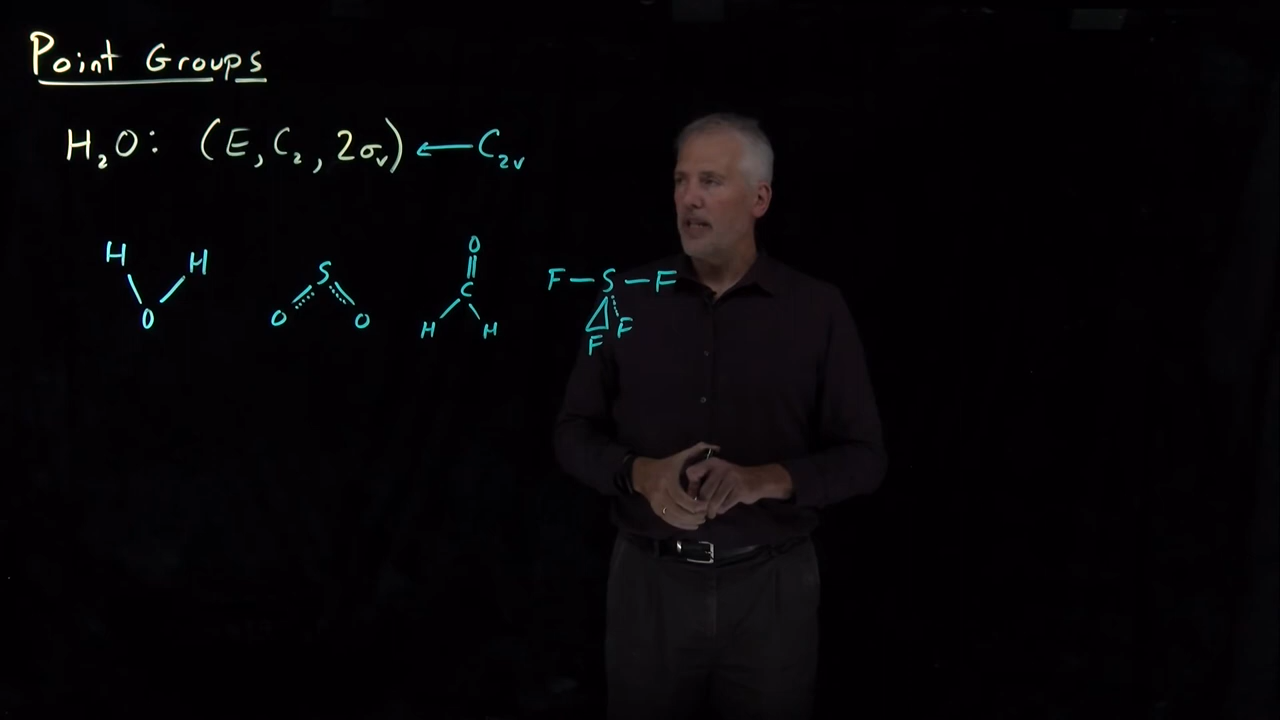 Point Groups
H₂O: (E, C₂, 2σᵥ) ← C₂ᵥ
H H
O
S
O O
O
C
H H
F S F
F
F